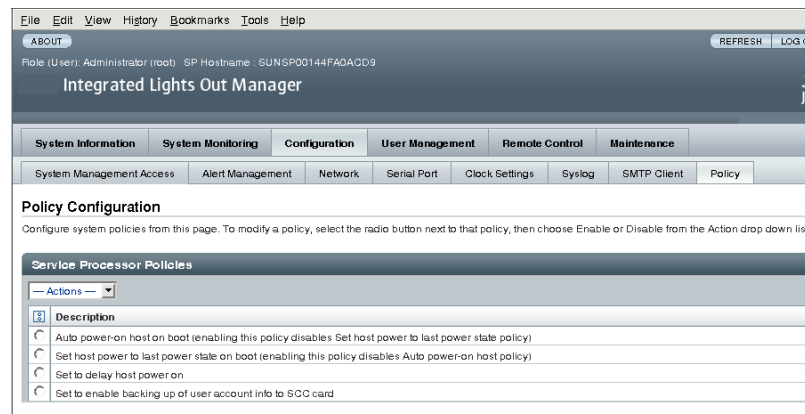 File Edit View History Bookmarks Tools Help
ABOUT REFRESH LOG
Role (User): Administrator (root) SP Hostname : SUNSP00144FA0ACD9
Integrated Lights Out Manager
System Information System Monitoring Configuration User Management Remote Control Maintenance
System Management Access Alert Management Network Serial Port Clock Settings Syslog SMTP Client Policy
Policy Configuration
Configure system policies from this page. To modify a policy, select the radio button next to that policy, then choose Enable or Disable from the Action drop down lis
Service Processor Policies
— Actions —
Description
Auto power-on host on boot (enabling this policy disables Set host power to last power state policy)
Set host power to last power state on boot (enabling this policy disables Auto power-on host policy)
Set to delay host power on
Set to enable backing up of user account info to SCC card